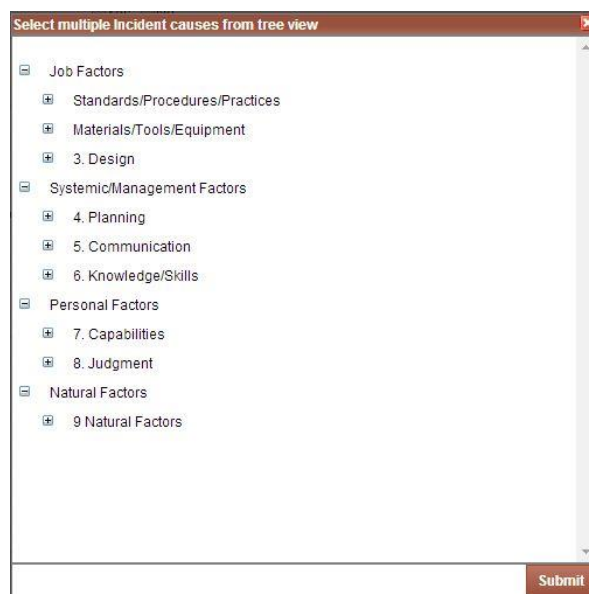 Select multiple Incident causes from tree view
Job Factors
Standards/Procedures/Practices
Materials/Tools/Equipment
3. Design
Systemic/Management Factors
4. Planning
5. Communication
6. Knowledge/Skills
Personal Factors
7. Capabilities
8. Judgment
Natural Factors
9 Natural Factors
Submit